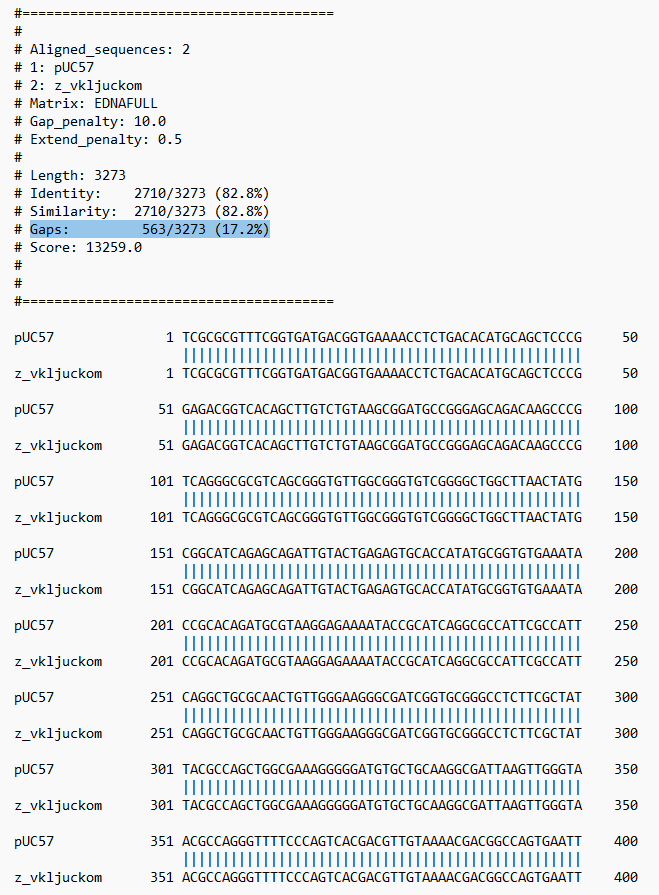 #=======================================
#
# Aligned_sequences: 2
# 1: pUC57
# 2: z_vkljuckom
# Matrix: EDNAFULL
# Gap_penalty: 10.0
# Extend_penalty: 0.5
#
# Length: 3273
# Identity:    2710/3273 (82.8%)
# Similarity:  2710/3273 (82.8%)
# Gaps:         563/3273 (17.2%)
# Score: 13259.0
#
#
#=======================================
pUC57              1 TCGCGCGTTTCGGTGATGACGGTGAAAACCTCTGACACATGCAGCTCCCG     50
||||||||||||||||||||||||||||||||||||||||||||||||||
z_vkljuckom        1 TCGCGCGTTTCGGTGATGACGGTGAAAACCTCTGACACATGCAGCTCCCG     50
pUC57             51 GAGACGGTCACAGCTTGTCTGTAAGCGGATGCCGGGAGCAGACAAGCCCG    100
||||||||||||||||||||||||||||||||||||||||||||||||||
z_vkljuckom       51 GAGACGGTCACAGCTTGTCTGTAAGCGGATGCCGGGAGCAGACAAGCCCG    100
pUC57            101 TCAGGGCGCGTCAGCGGGTGTTGGCGGGTGTCGGGGCTGGCTTAACTATG    150
||||||||||||||||||||||||||||||||||||||||||||||||||
z_vkljuckom      101 TCAGGGCGCGTCAGCGGGTGTTGGCGGGTGTCGGGGCTGGCTTAACTATG    150
pUC57            151 CGGCATCAGAGCAGATTGTACTGAGAGTGCACCATATGCGGTGTGAAATA    200
||||||||||||||||||||||||||||||||||||||||||||||||||
z_vkljuckom      151 CGGCATCAGAGCAGATTGTACTGAGAGTGCACCATATGCGGTGTGAAATA    200
pUC57            201 CCGCACAGATGCGTAAGGAGAAAATACCGCATCAGGCGCCATTCGCCATT    250
||||||||||||||||||||||||||||||||||||||||||||||||||
z_vkljuckom      201 CCGCACAGATGCGTAAGGAGAAAATACCGCATCAGGCGCCATTCGCCATT    250
pUC57            251 CAGGCTGCGCAACTGTTGGGAAGGGCGATCGGTGCGGGCCTCTTCGCTAT    300
||||||||||||||||||||||||||||||||||||||||||||||||||
z_vkljuckom      251 CAGGCTGCGCAACTGTTGGGAAGGGCGATCGGTGCGGGCCTCTTCGCTAT    300
pUC57            301 TACGCCAGCTGGCGAAAGGGGGATGTGCTGCAAGGCGATTAAGTTGGGTA    350
||||||||||||||||||||||||||||||||||||||||||||||||||
z_vkljuckom      301 TACGCCAGCTGGCGAAAGGGGGATGTGCTGCAAGGCGATTAAGTTGGGTA    350
pUC57            351 ACGCCAGGGTTTTCCCAGTCACGACGTTGTAAAACGACGGCCAGTGAATT    400
||||||||||||||||||||||||||||||||||||||||||||||||||
z_vkljuckom      351 ACGCCAGGGTTTTCCCAGTCACGACGTTGTAAAACGACGGCCAGTGAATT    400